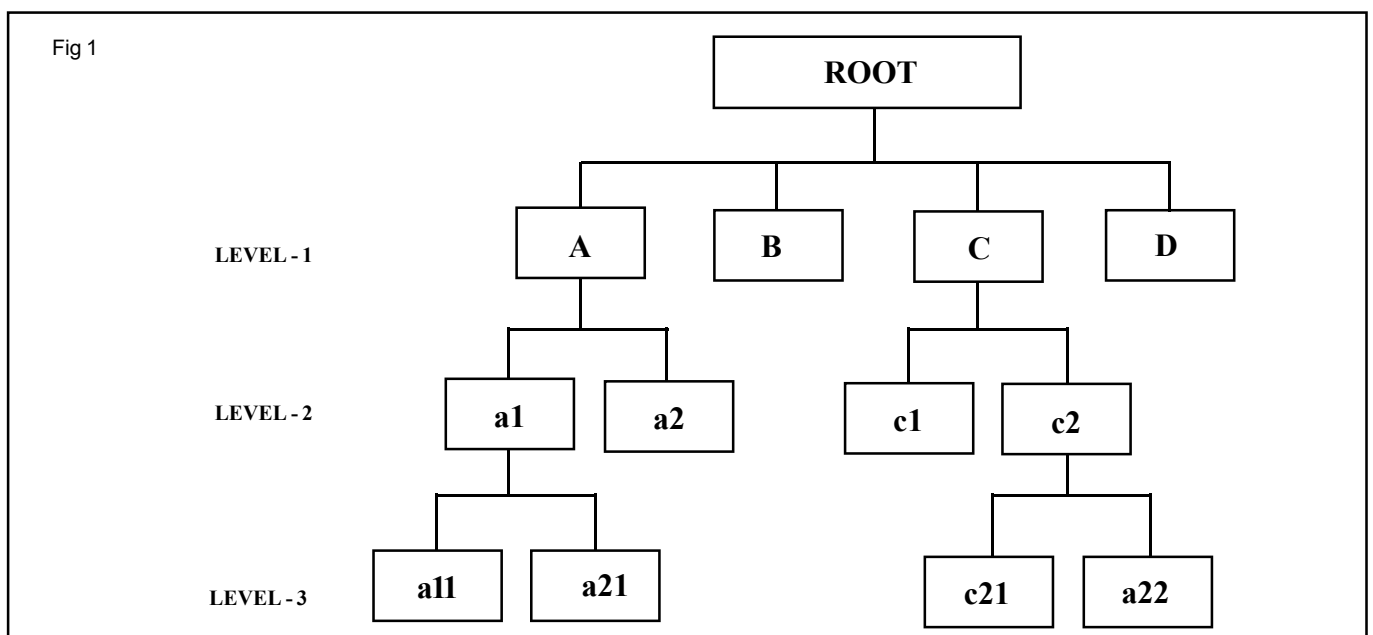 Fig 1
ROOT
LEVEL - 1
A
B
C
D
LEVEL - 2
a1
a2
c1
c2
LEVEL - 3
a11
a21
c21
a22